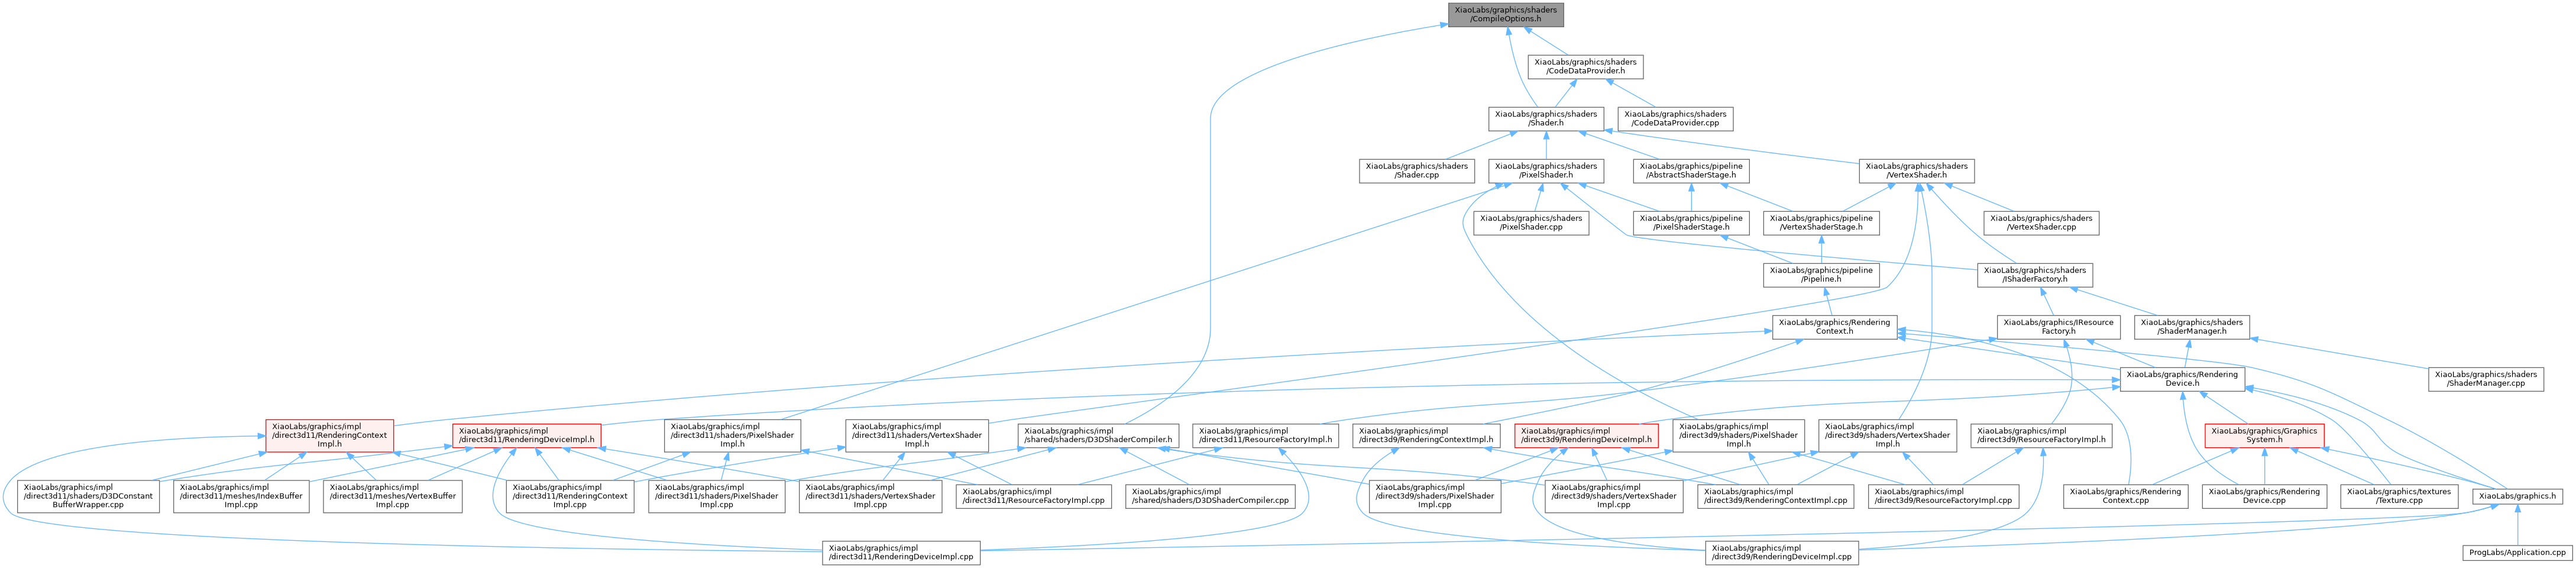 XiaoLabs/graphics/shaders
/CompileOptions.h
XiaoLabs/graphics/shaders
/CodeDataProvider.h
XiaoLabs/graphics/shaders
/Shader.h
XiaoLabs/graphics/shaders
/CodeDataProvider.cpp
XiaoLabs/graphics/shaders
/Shader.cpp
XiaoLabs/graphics/shaders
/PixelShader.h
XiaoLabs/graphics/pipeline
/AbstractShaderStage.h
XiaoLabs/graphics/shaders
/VertexShader.h
XiaoLabs/graphics/shaders
/PixelShader.cpp
XiaoLabs/graphics/pipeline
/PixelShaderStage.h
XiaoLabs/graphics/pipeline
/VertexShaderStage.h
XiaoLabs/graphics/shaders
/VertexShader.cpp
XiaoLabs/graphics/pipeline
/Pipeline.h
XiaoLabs/graphics/shaders
/IShaderFactory.h
XiaoLabs/graphics/Rendering
Context.h
XiaoLabs/graphics/IResource
Factory.h
XiaoLabs/graphics/shaders
/ShaderManager.h
XiaoLabs/graphics/Rendering
Device.h
XiaoLabs/graphics/shaders
/ShaderManager.cpp
XiaoLabs/graphics/impl
/direct3d11/RenderingContext
Impl.h
XiaoLabs/graphics/impl
/direct3d11/RenderingDeviceImpl.h
XiaoLabs/graphics/impl
/direct3d11/shaders/PixelShader
Impl.h
XiaoLabs/graphics/impl
/direct3d11/shaders/VertexShader
Impl.h
XiaoLabs/graphics/impl
/shared/shaders/D3DShaderCompiler.h
XiaoLabs/graphics/impl
/direct3d11/ResourceFactoryImpl.h
XiaoLabs/graphics/impl
/direct3d9/RenderingContextImpl.h
XiaoLabs/graphics/impl
/direct3d9/RenderingDeviceImpl.h
XiaoLabs/graphics/impl
/direct3d9/shaders/PixelShader
Impl.h
XiaoLabs/graphics/impl
/direct3d9/shaders/VertexShader
Impl.h
XiaoLabs/graphics/impl
/direct3d9/ResourceFactoryImpl.h
XiaoLabs/graphics/Graphics
System.h
XiaoLabs/graphics/impl
/direct3d11/shaders/D3DConstant
BufferWrapper.cpp
XiaoLabs/graphics/impl
/direct3d11/meshes/IndexBuffer
Impl.cpp
XiaoLabs/graphics/impl
/direct3d11/meshes/VertexBuffer
Impl.cpp
XiaoLabs/graphics/impl
/direct3d11/RenderingContext
Impl.cpp
XiaoLabs/graphics/impl
/direct3d11/shaders/PixelShader
Impl.cpp
XiaoLabs/graphics/impl
/direct3d11/shaders/VertexShader
Impl.cpp
XiaoLabs/graphics/impl
/direct3d11/ResourceFactoryImpl.cpp
XiaoLabs/graphics/impl
/shared/shaders/D3DShaderCompiler.cpp
XiaoLabs/graphics/impl
/direct3d9/shaders/PixelShader
Impl.cpp
XiaoLabs/graphics/impl
/direct3d9/shaders/VertexShader
Impl.cpp
XiaoLabs/graphics/impl
/direct3d9/RenderingContextImpl.cpp
XiaoLabs/graphics/impl
/direct3d9/ResourceFactoryImpl.cpp
XiaoLabs/graphics/Rendering
Context.cpp
XiaoLabs/graphics/Rendering
Device.cpp
XiaoLabs/graphics/textures
/Texture.cpp
XiaoLabs/graphics.h
XiaoLabs/graphics/impl
/direct3d11/RenderingDeviceImpl.cpp
XiaoLabs/graphics/impl
/direct3d9/RenderingDeviceImpl.cpp
ProgLabs/Application.cpp